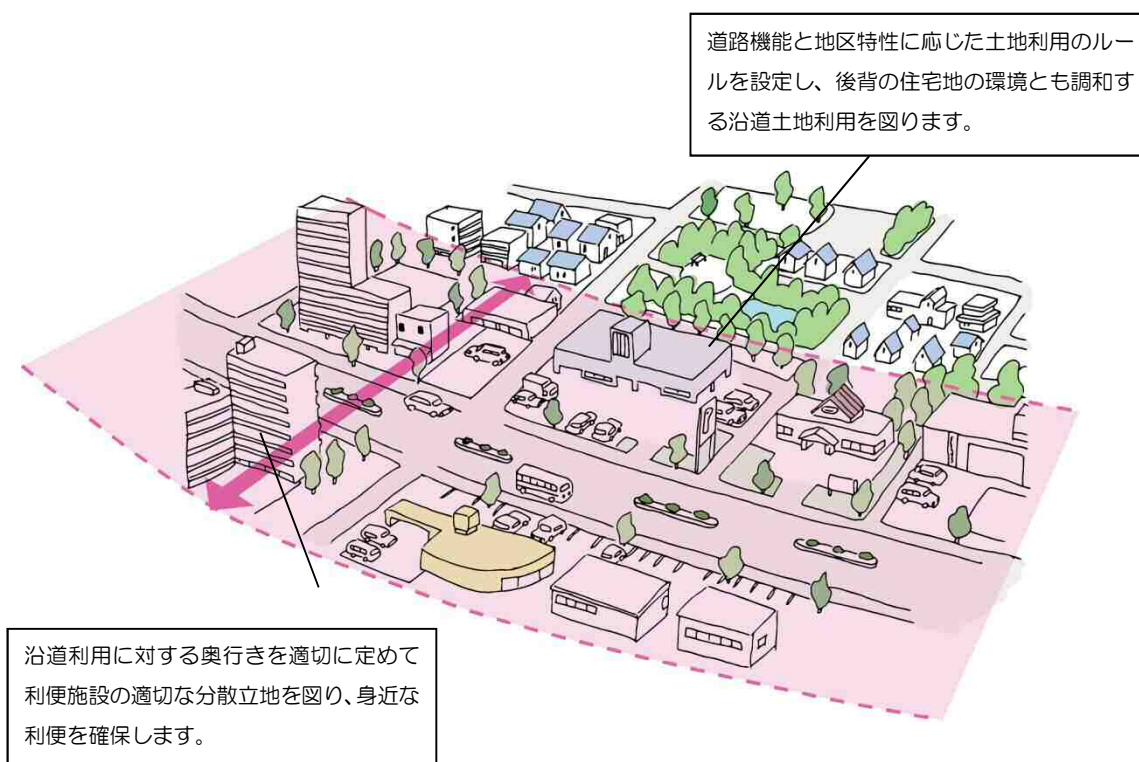 道路機能と地区特性に応じた土地利用のルー
ルを設定し、後背の住宅地の環境とも調和す
る沿道土地利用を図ります。
沿道利用に対する奥行きを適切に定めて
利便施設の適切な分散立地を図り、身近な
利便を確保します。